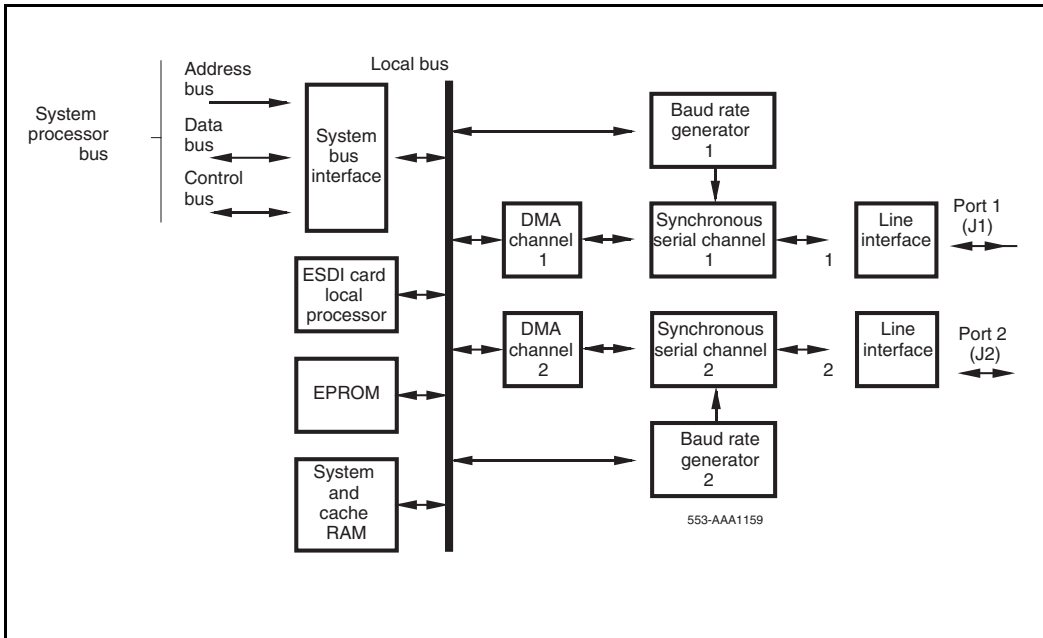 Local bus
Address
bus
System
processor
bus
Data
bus
Control
bus
System
bus
interface
Baud rate
generator
1
DMA
channel
1
Synchronous
serial channel
1
1
Line
interface
Port 1
(J1)
ESDI card
local
processor
DMA
channel
2
Synchronous
serial channel
2
2
Line
interface
Port 2
(J2)
EPROM
Baud rate
generator
2
System
and
cache
RAM
553-AAA1159